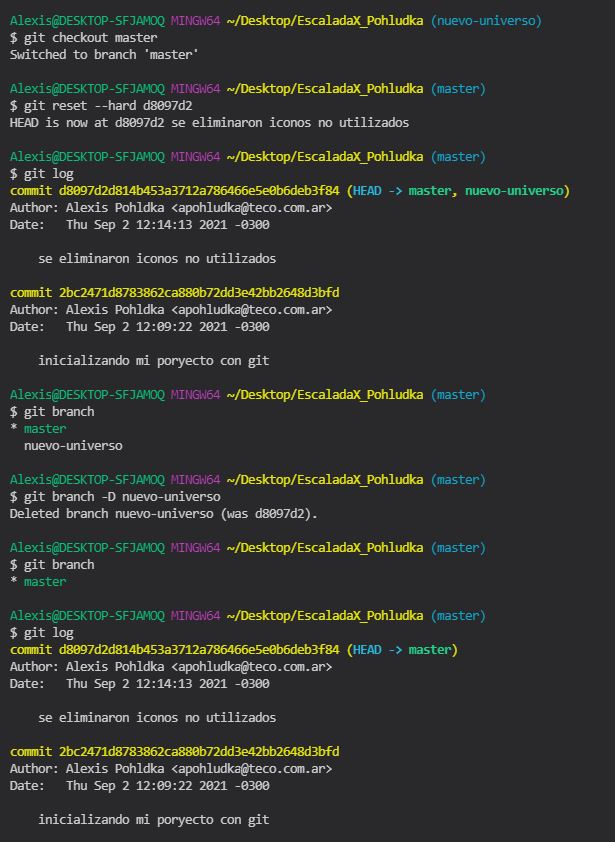 Alexis@DESKTOP-SFJAMOQ MINGW64 ~/Desktop/EscaladaX_Pohludka (nuevo-universo)
$ git checkout master
Switched to branch 'master'
Alexis@DESKTOP-SFJAMOQ MINGW64 ~/Desktop/EscaladaX_Pohludka (master)
$ git reset --hard d8097d2
HEAD is now at d8097d2 se eliminaron iconos no utilizados
Alexis@DESKTOP-SFJAMOQ MINGW64 ~/Desktop/EscaladaX_Pohludka (master)
$ git log
commit d8097d2d814b453a3712a786466e5e0b6deb3f84 (HEAD -> master, nuevo-universo)
Author: Alexis Pohldka <apohludka@teco.com.ar>
Date:   Thu Sep 2 12:14:13 2021 -0300
    se eliminaron iconos no utilizados
commit 2bc2471d8783862ca880b72dd3e42bb2648d3bfd
Author: Alexis Pohldka <apohludka@teco.com.ar>
Date:   Thu Sep 2 12:09:22 2021 -0300
    inicializando mi poryecto con git
Alexis@DESKTOP-SFJAMOQ MINGW64 ~/Desktop/EscaladaX_Pohludka (master)
$ git branch
* master
  nuevo-universo
Alexis@DESKTOP-SFJAMOQ MINGW64 ~/Desktop/EscaladaX_Pohludka (master)
$ git branch -D nuevo-universo
Deleted branch nuevo-universo (was d8097d2).
Alexis@DESKTOP-SFJAMOQ MINGW64 ~/Desktop/EscaladaX_Pohludka (master)
$ git branch
* master
Alexis@DESKTOP-SFJAMOQ MINGW64 ~/Desktop/EscaladaX_Pohludka (master)
$ git log
commit d8097d2d814b453a3712a786466e5e0b6deb3f84 (HEAD -> master)
Author: Alexis Pohldka <apohludka@teco.com.ar>
Date:   Thu Sep 2 12:14:13 2021 -0300
    se eliminaron iconos no utilizados
commit 2bc2471d8783862ca880b72dd3e42bb2648d3bfd
Author: Alexis Pohldka <apohludka@teco.com.ar>
Date:   Thu Sep 2 12:09:22 2021 -0300
    inicializando mi poryecto con git